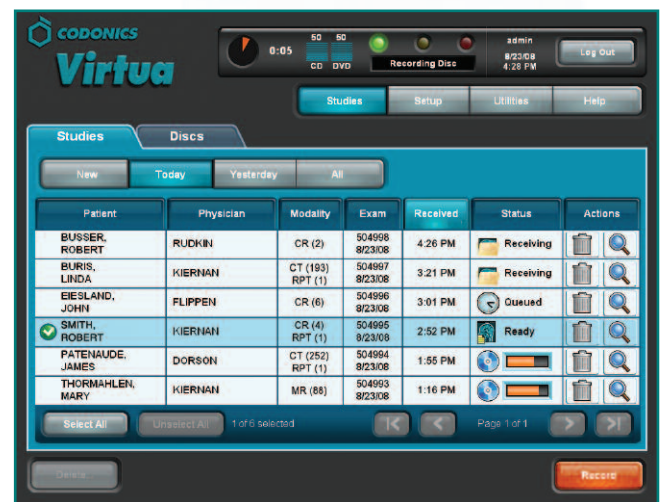 CODONICS
Virtua
0:05
50 50
CD DVD
Recording Disc
admin
8/23/08
4:28 PM
Log Out
Studies Setup Utilities Help
Studies Discs
New Today Yesterday All
Patient Physician Modality Exam Received Status Actions
BUSSER, ROBERT RUDKIN CR (2) 504998 8/23/08 4:26 PM Receiving
BURIS, LINDA KIERNAN CT (193) RPT (1) 504997 8/23/08 3:21 PM Receiving
EIESLAND, JOHN FLIPPEN CR (6) 504996 8/23/08 3:01 PM Queued
SMITH, ROBERT KIERNAN CR (4) RPT (1) 504995 8/23/08 2:52 PM Ready
PATENAUDE, JAMES DORSON CT (252) RPT (1) 504994 8/23/08 1:55 PM
THORMAHLEN, MARY KIERNAN MR (88) 504993 8/23/08 1:16 PM
Select All Unselect All 1 of 6 selected Page 1 of 1
Delete... Record